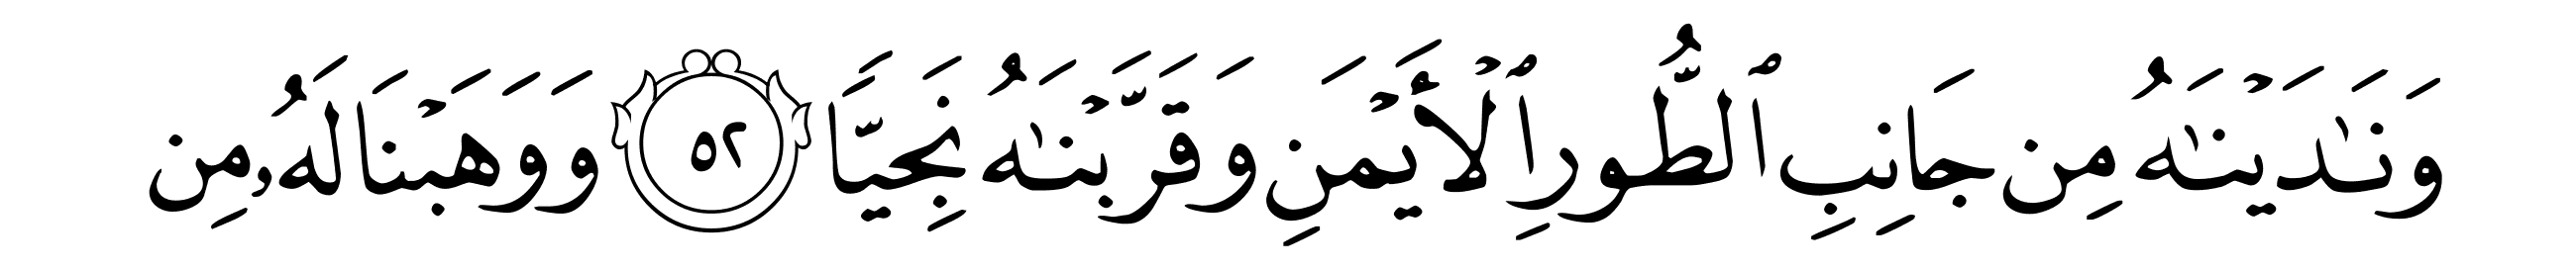 وَنَـٰدَيْنَـٰهُ مِن جَانِبِ ٱلطُّورِ ٱلْأَيْمَنِ وَقَرَّبْنَـٰهُ نَجِيًّا ٥٢ وَوَهَبْنَا لَهُۥ مِن